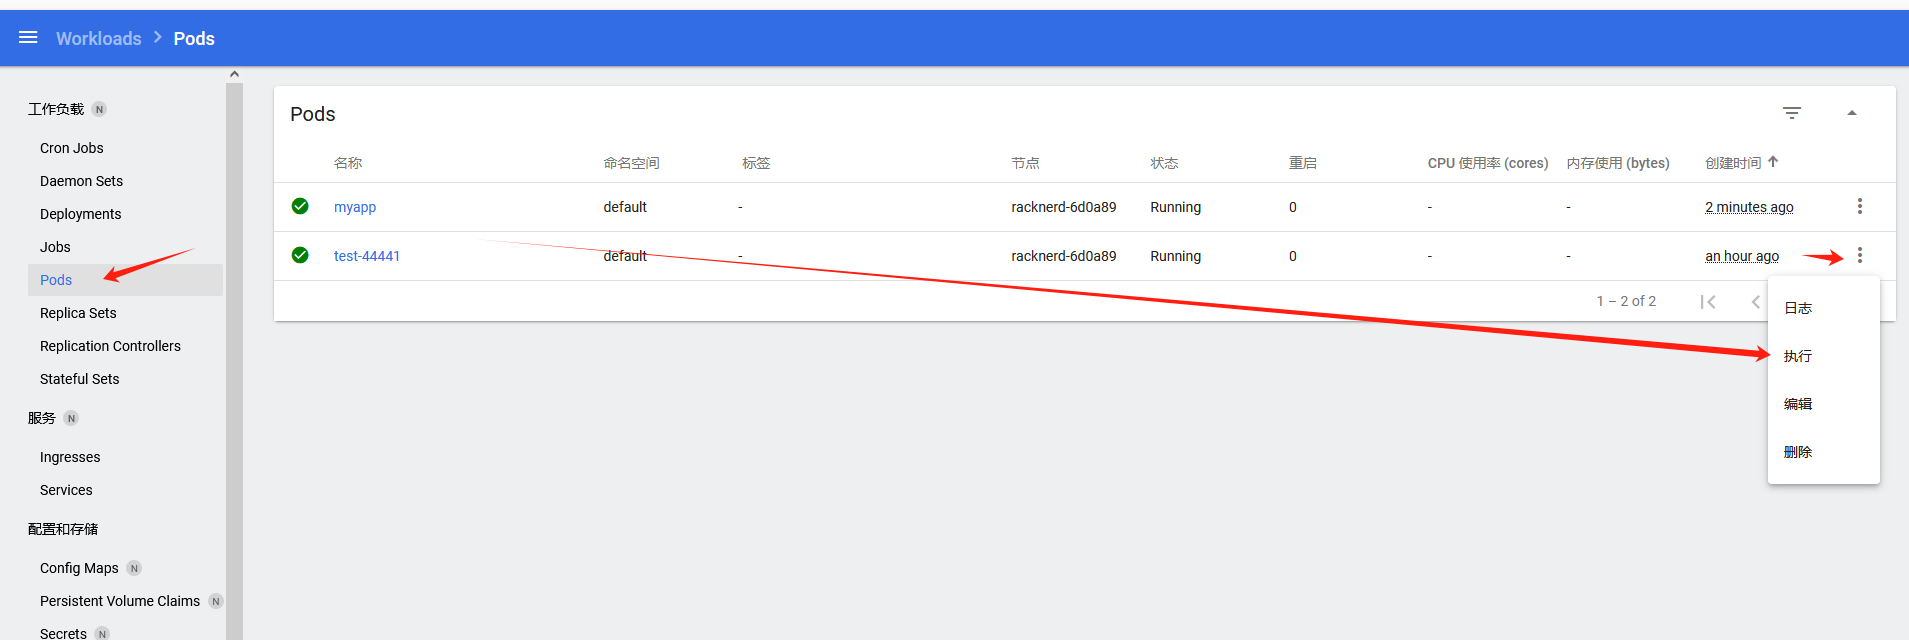 Workloads > Pods
工作负载 N
Cron Jobs
Daemon Sets
Deployments
Jobs
Pods
Replica Sets
Replication Controllers
Stateful Sets
服务 N
Ingresses
Services
配置和存储
Config Maps N
Persistent Volume Claims N
Secrets N
Pods
名称 命名空间 标签 节点 状态 重启 CPU 使用率 (cores) 内存使用 (bytes) 创建时间
myapp default - racknerd-6d0a89 Running 0 - - 2 minutes ago
test-44441 default - racknerd-6d0a89 Running 0 - - an hour ago
1 – 2 of 2
日志
执行
编辑
删除